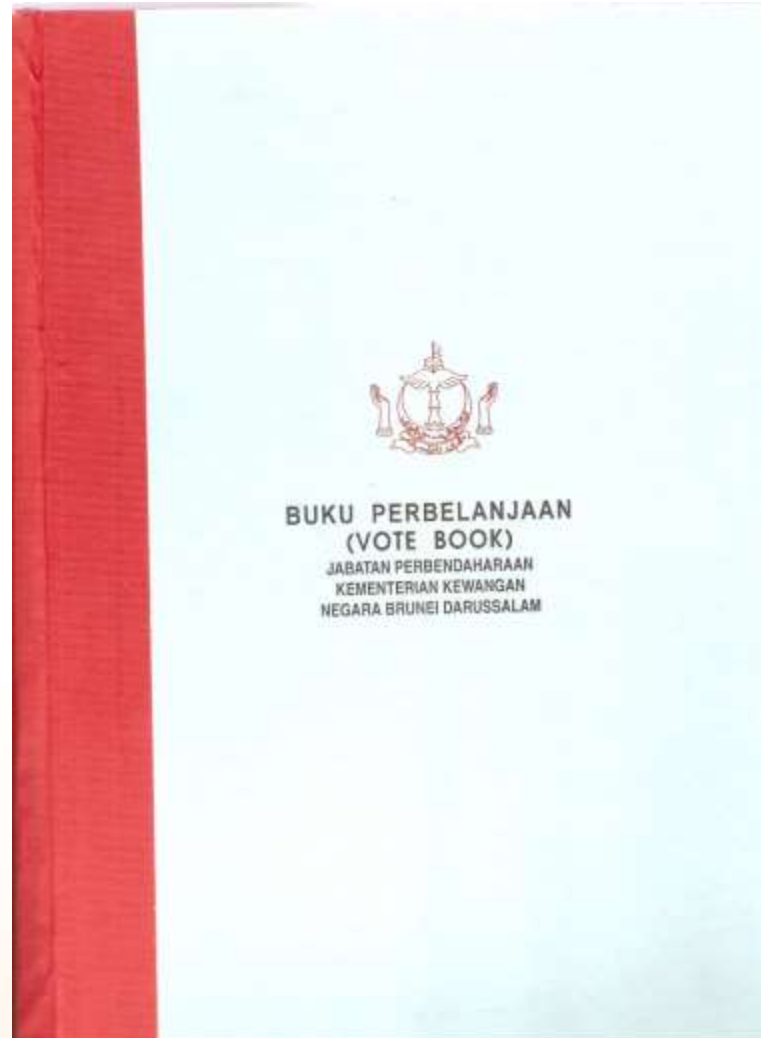 BUKU PERBELANJAAN
(VOTE BOOK)
JABATAN PERBENDAHARAAN
KEMENTERIAN KEWANGAN
NEGARA BRUNEI DARUSSALAM